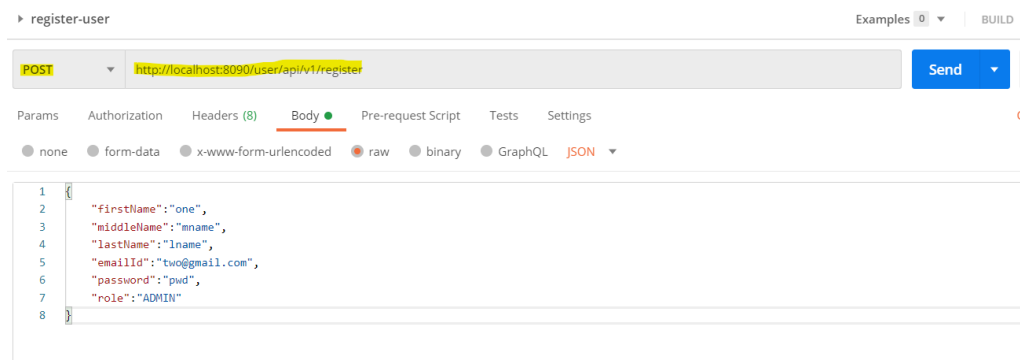 register-user Examples 0 BUILD
POST http://localhost:8090/user/api/v1/register Send
Params Authorization Headers (8) Body Pre-request Script Tests Settings
none form-data x-www-form-urlencoded raw binary GraphQL JSON
1 {
2 "firstName":"one",
3 "middleName":"mname",
4 "lastName":"lname",
5 "emailId":"two@gmail.com",
6 "password":"pwd",
7 "role":"ADMIN"
8 }